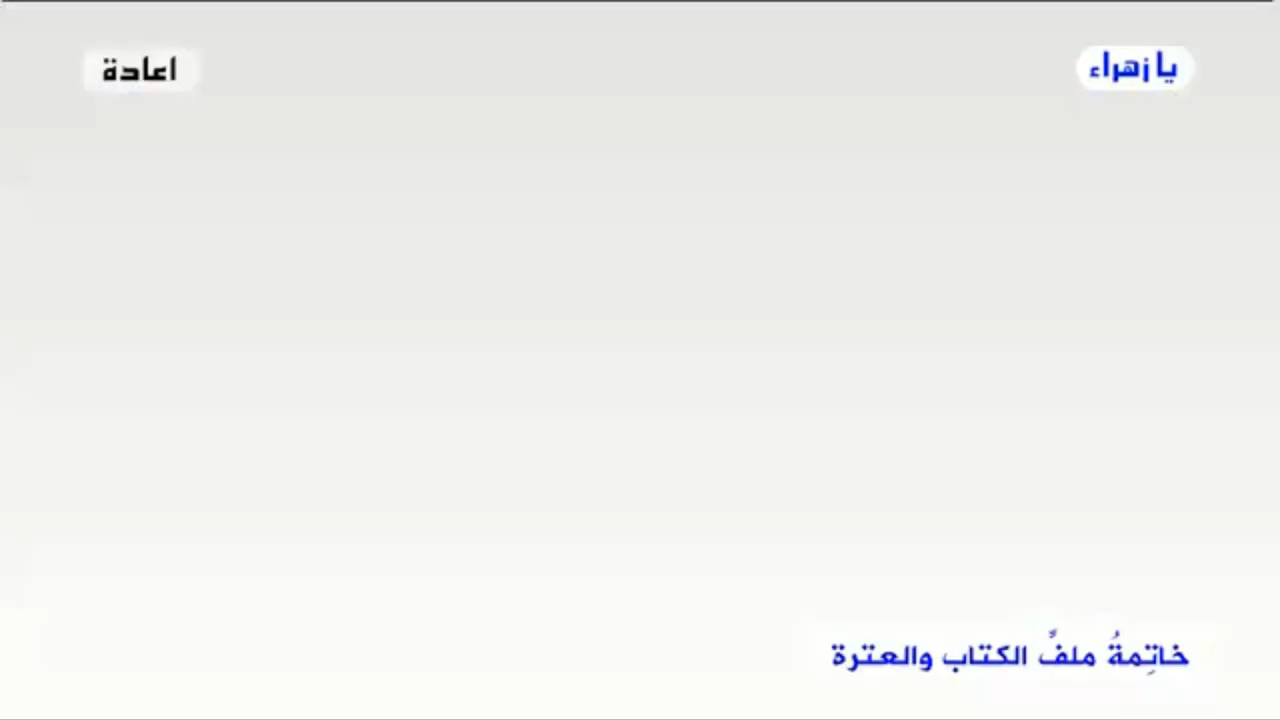 يا زهراء
اعادة
خاتِمةُ ملفِّ الكتاب والعترة